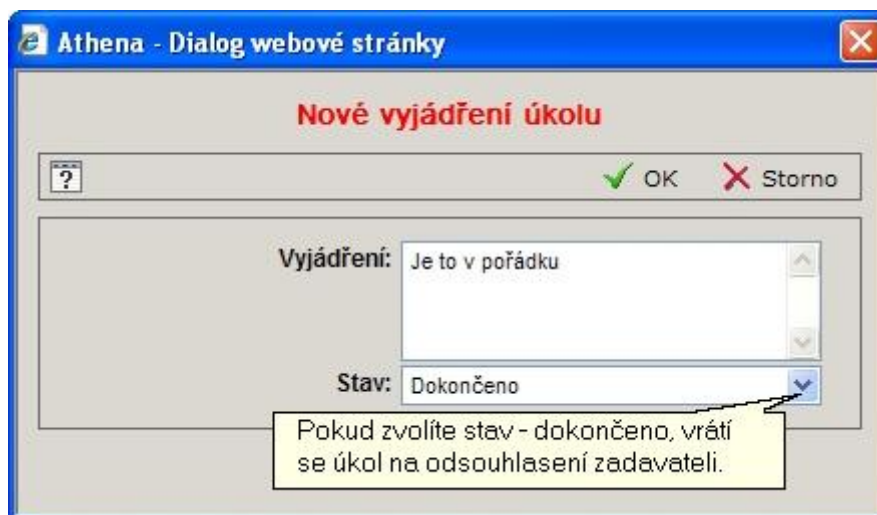 Athena - Dialog webové stránky
Nové vyjádření úkolu
? OK Storno
Vyjádření: Je to v pořádku
Stav: Dokončeno
Pokud zvolíte stav - dokončeno, vrátí
se úkol na odsouhlasení zadavateli.